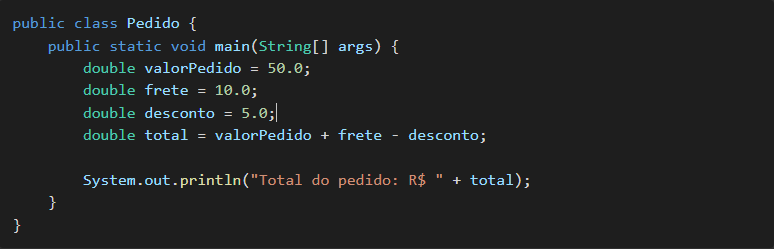 public class Pedido {
    public static void main(String[] args) {
        double valorPedido = 50.0;
        double frete = 10.0;
        double desconto = 5.0;
        double total = valorPedido + frete - desconto;

        System.out.println("Total do pedido: R$ " + total);
    }
}